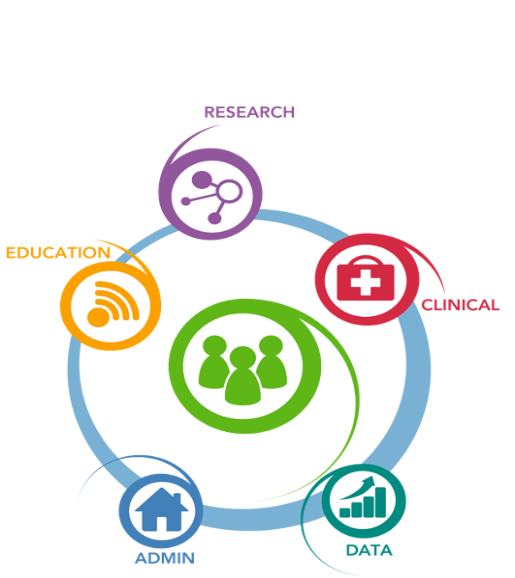 RESEARCH
EDUCATION
CLINICAL
DATA
ADMIN